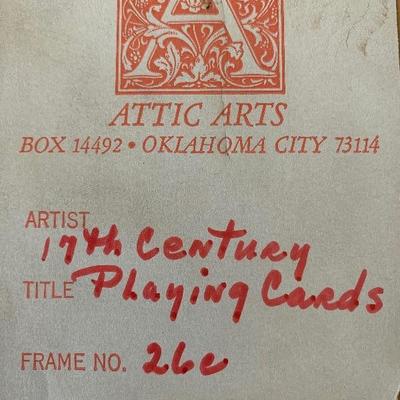 A
ATTIC ARTS
BOX 14492 • OKLAHOMA CITY 73114
ARTIST
17th Century
TITLE Playing Cards
FRAME NO. 26c